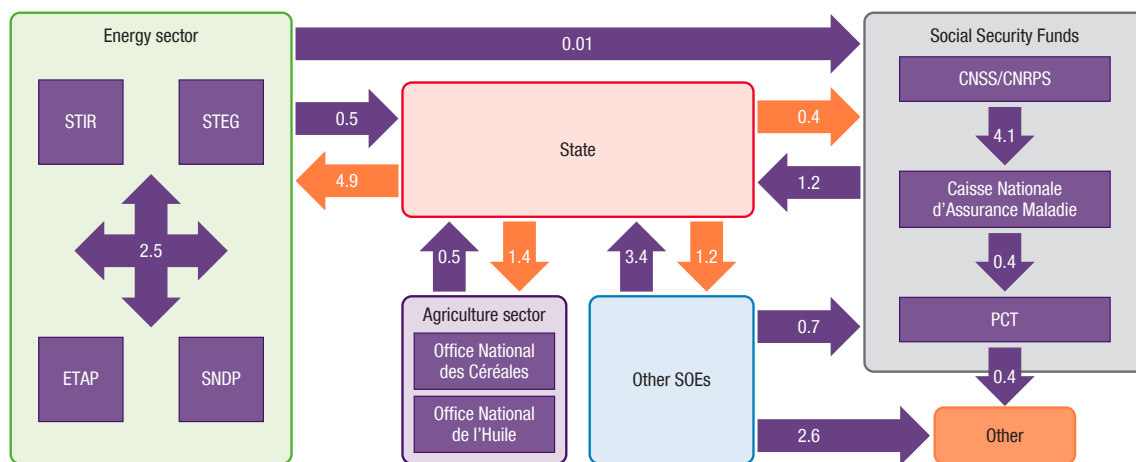 Energy sector
STIR
STEG
2.5
ETAP
SNDP
0.01
0.5
4.9
State
0.4
1.2
0.5
1.4
3.4
1.2
Agriculture sector
Office National
des Céréales
Office National
de l'Huile
Other SOEs
0.7
2.6
Social Security Funds
CNSS/CNRPS
4.1
Caisse Nationale
d'Assurance Maladie
0.4
PCT
0.4
Other